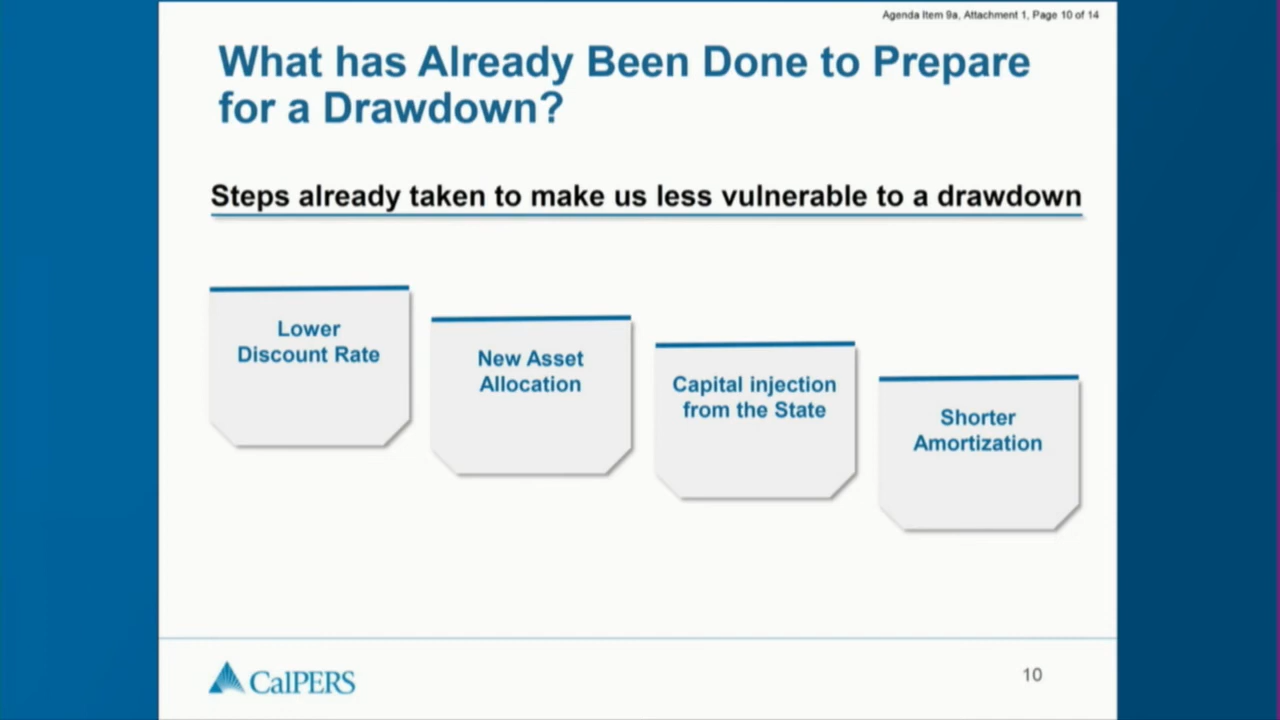 Agenda Item 9a, Attachment 1, Page 10 of 14
What has Already Been Done to Prepare
for a Drawdown?
Steps already taken to make us less vulnerable to a drawdown
Lower
Discount Rate
New Asset
Allocation
Capital injection
from the State
Shorter
Amortization
CalPERS
10